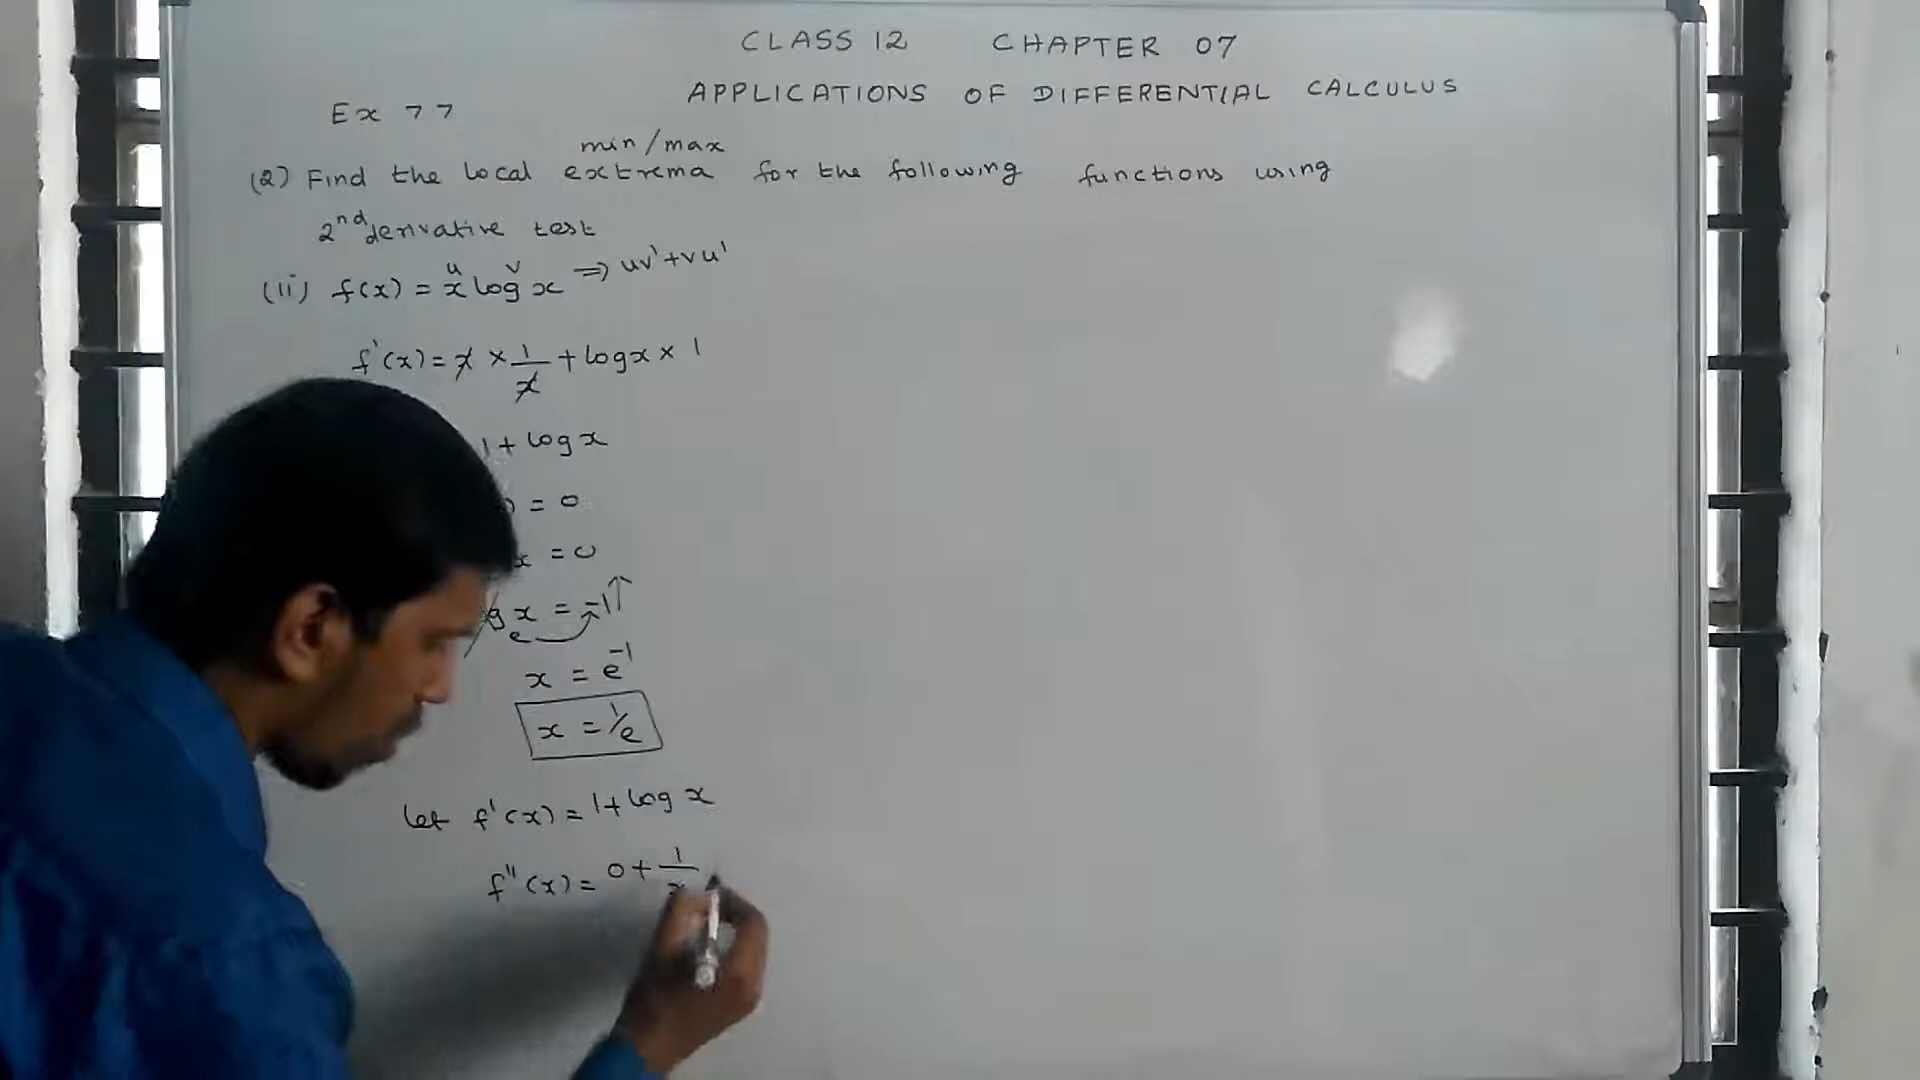 CLASS 12 CHAPTER 07
APPLICATIONS OF DIFFERENTIAL CALCULUS
Ex 7 7
min/max
(2) Find the local extrema for the following functions using
2nd derivative test
(ii) f(x) = x log x ⇒ uv' + vu'
u v
f'(x) = x × 1/x + log x × 1
1 + log x
) = 0
x = 0
g x = -1
e
x = e⁻¹
x = 1/e
Let f'(x) = 1 + log x
f''(x) = 0 + 1/x